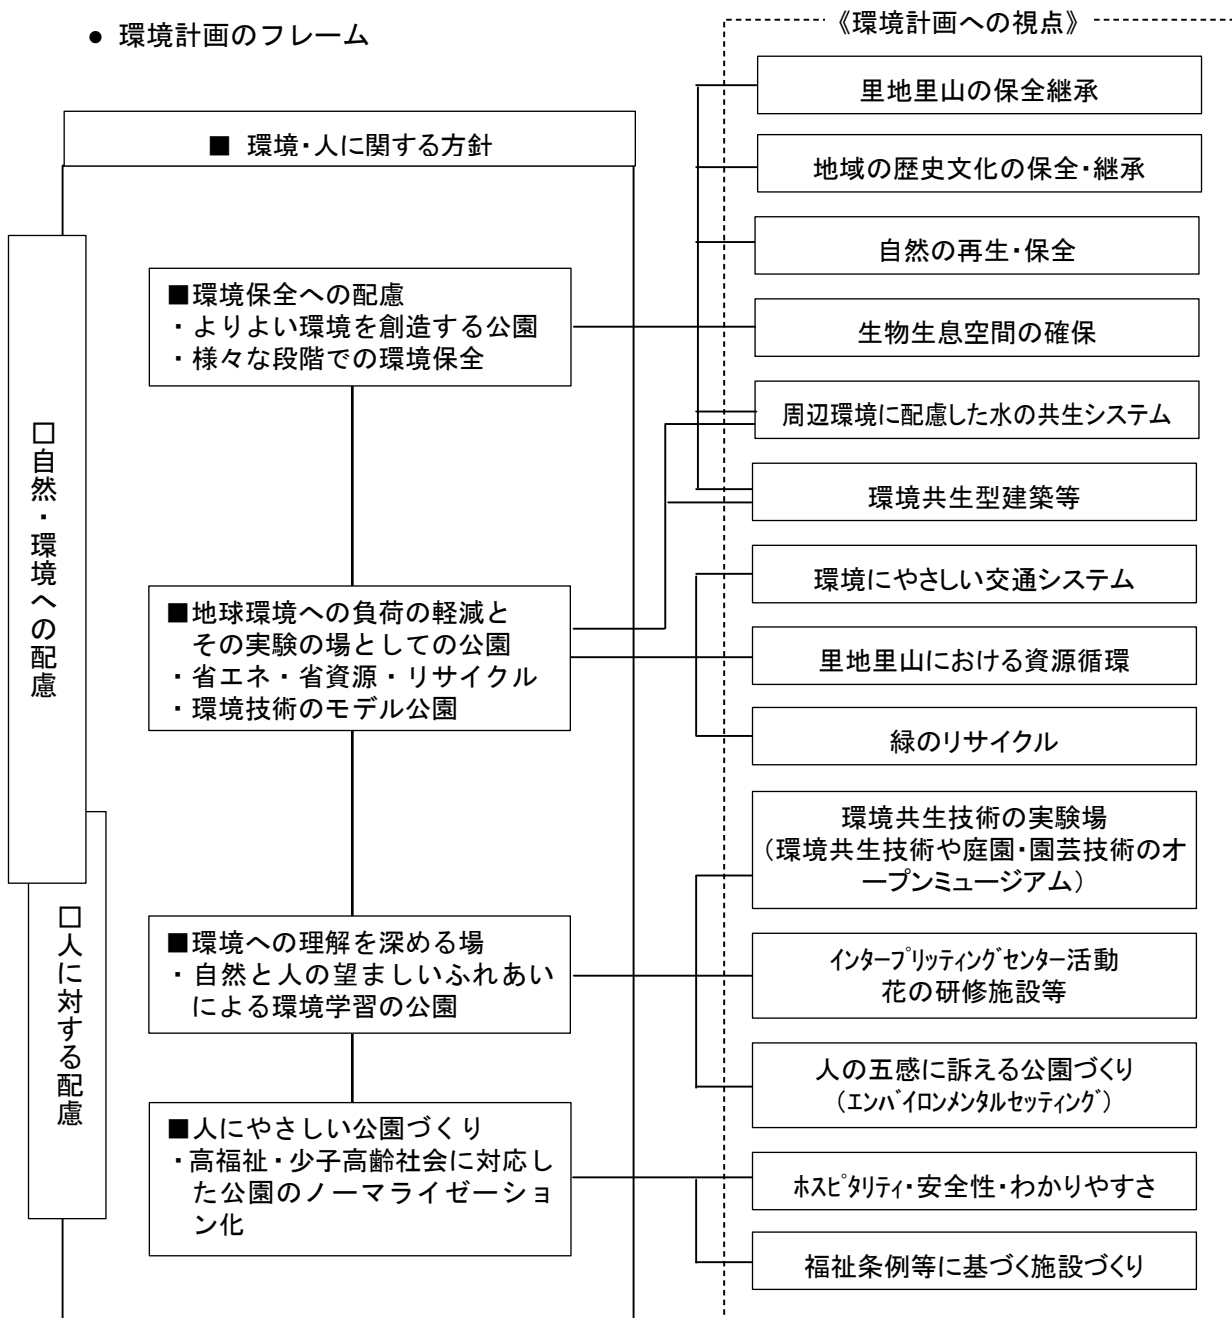 ● 環境計画のフレーム
《環境計画への視点》
■ 環境・人に関する方針
□自然・環境への配慮
□人に対する配慮
■環境保全への配慮
・よりよい環境を創造する公園
・様々な段階での環境保全
■地球環境への負荷の軽減と
その実験の場としての公園
・省エネ・省資源・リサイクル
・環境技術のモデル公園
■環境への理解を深める場
・自然と人の望ましいふれあい
による環境学習の公園
■人にやさしい公園づくり
・高福祉・少子高齢社会に対応し
た公園のノーマライゼーショ
ン化
里地里山の保全継承
地域の歴史文化の保全・継承
自然の再生・保全
生物生息空間の確保
周辺環境に配慮した水の共生システム
環境共生型建築等
環境にやさしい交通システム
里地里山における資源循環
緑のリサイクル
環境共生技術の実験場
（環境共生技術や庭園・園芸技術のオ
ープンミュージアム）
ｲﾝﾀｰﾌﾟﾘｯﾃｨﾝｸﾞｾﾝﾀｰ活動
花の研修施設等
人の五感に訴える公園づくり
（ｴﾝﾊﾞｲﾛﾝﾒﾝﾀﾙｾｯﾃｨﾝｸﾞ）
ﾎｽﾋﾟﾀﾘﾃｨ・安全性・わかりやすさ
福祉条例等に基づく施設づくり